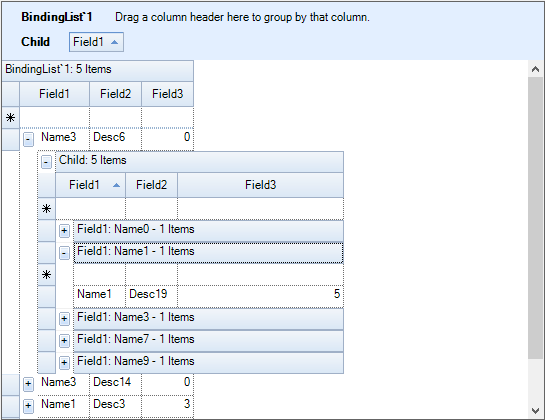 BindingList`1 Drag a column header here to group by that column.
Child Field1
BindingList`1: 5 Items
Field1 Field2 Field3
Name3 Desc6 0
Child: 5 Items
Field1 Field2 Field3
Field1: Name0 - 1 Items
Field1: Name1 - 1 Items
Name1 Desc19 5
Field1: Name3 - 1 Items
Field1: Name7 - 1 Items
Field1: Name9 - 1 Items
Name3 Desc14 0
Name1 Desc3 3